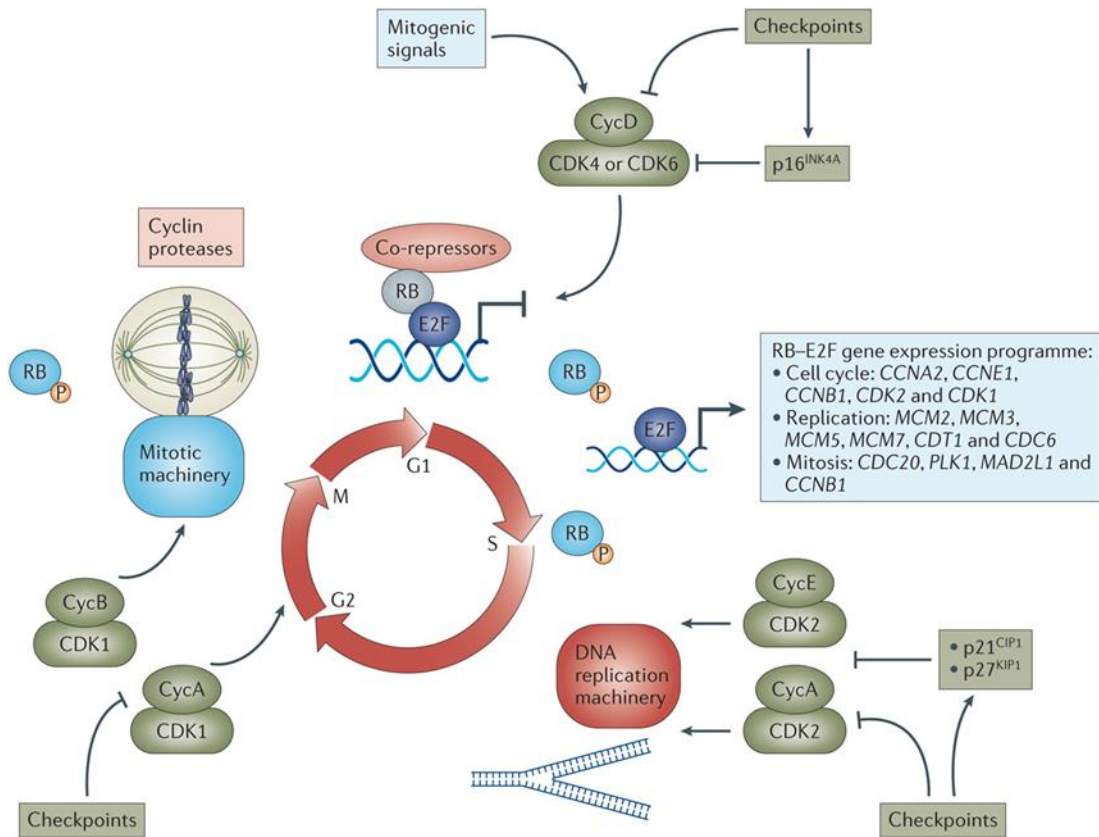 Mitogenic
signals
Checkpoints
CycD
CDK4 or CDK6
p16INK4A
Cyclin
proteases
Co-repressors
RB
E2F
RB
P
RB
P
E2F
RB–E2F gene expression programme:
• Cell cycle: CCNA2, CCNE1,
CCNB1, CDK2 and CDK1
• Replication: MCM2, MCM3,
MCM5, MCM7, CDT1 and CDC6
• Mitosis: CDC20, PLK1, MAD2L1 and
CCNB1
Mitotic
machinery
G1
M
S
G2
RB
P
CycB
CDK1
CycA
CDK1
Checkpoints
DNA
replication
machinery
CycE
CDK2
CycA
CDK2
• p21CIP1
• p27KIP1
Checkpoints